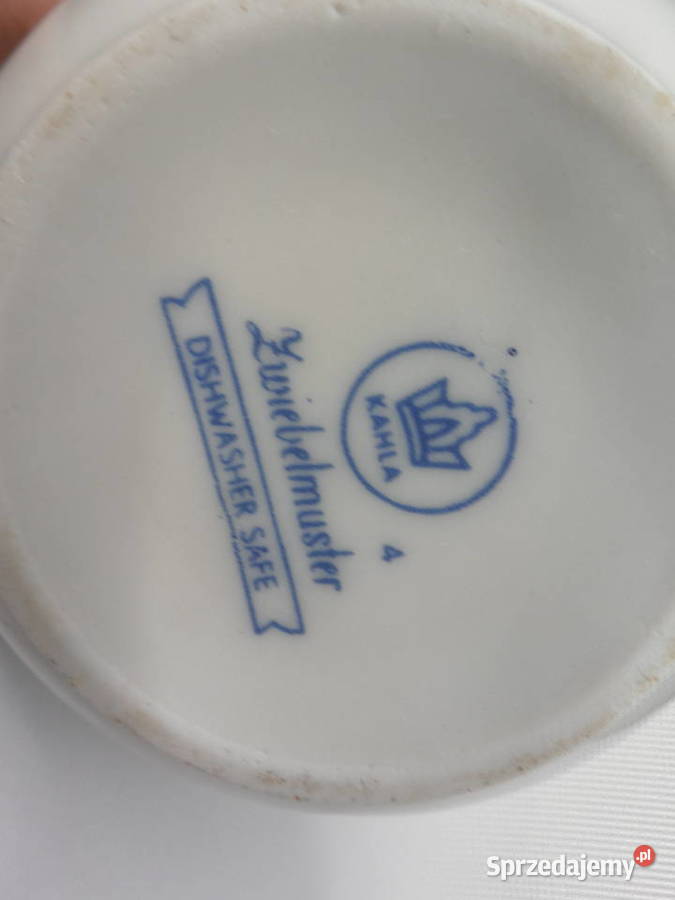 KAHLA
4
Zwiebelmuster
DISHWASHER SAFE
Sprzedajemy.pl